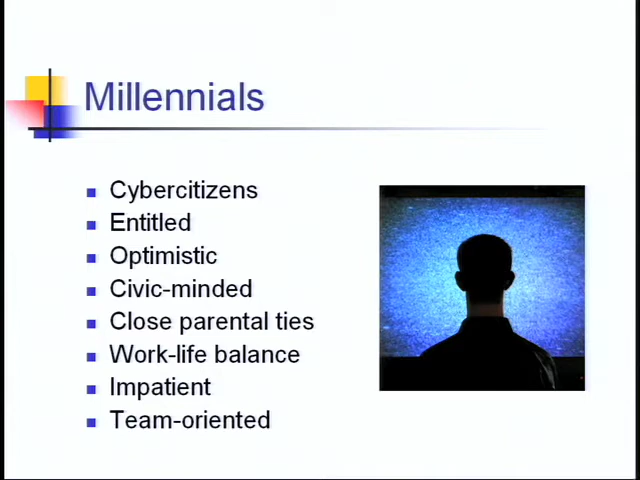 Millennials
Cybercitizens
Entitled
Optimistic
Civic-minded
Close parental ties
Work-life balance
Impatient
Team-oriented